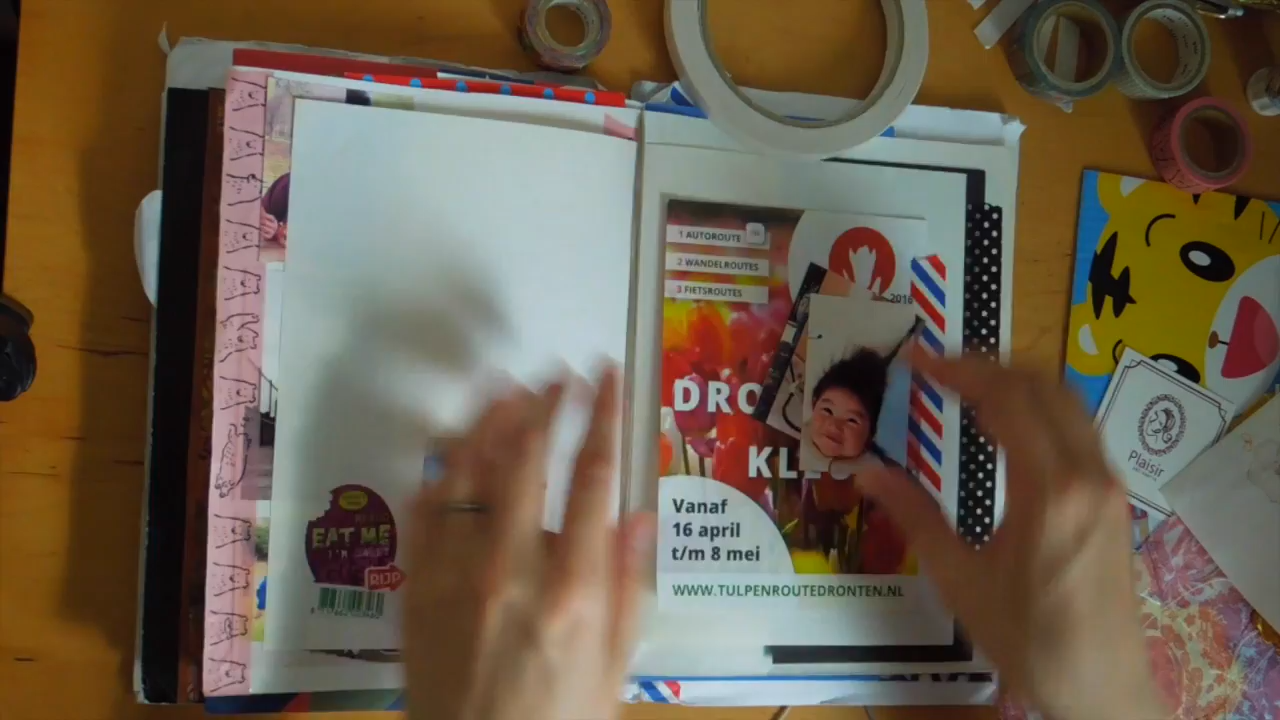 1 AUTOROUTE
2 WANDELROUTES
3 FIETSROUTES
2016
DRO
KL
Vanaf
16 april
t/m 8 mei
WWW.TULPENROUTEDRONTEN.NL
EAT ME
I'M
RIJP
Plaisir